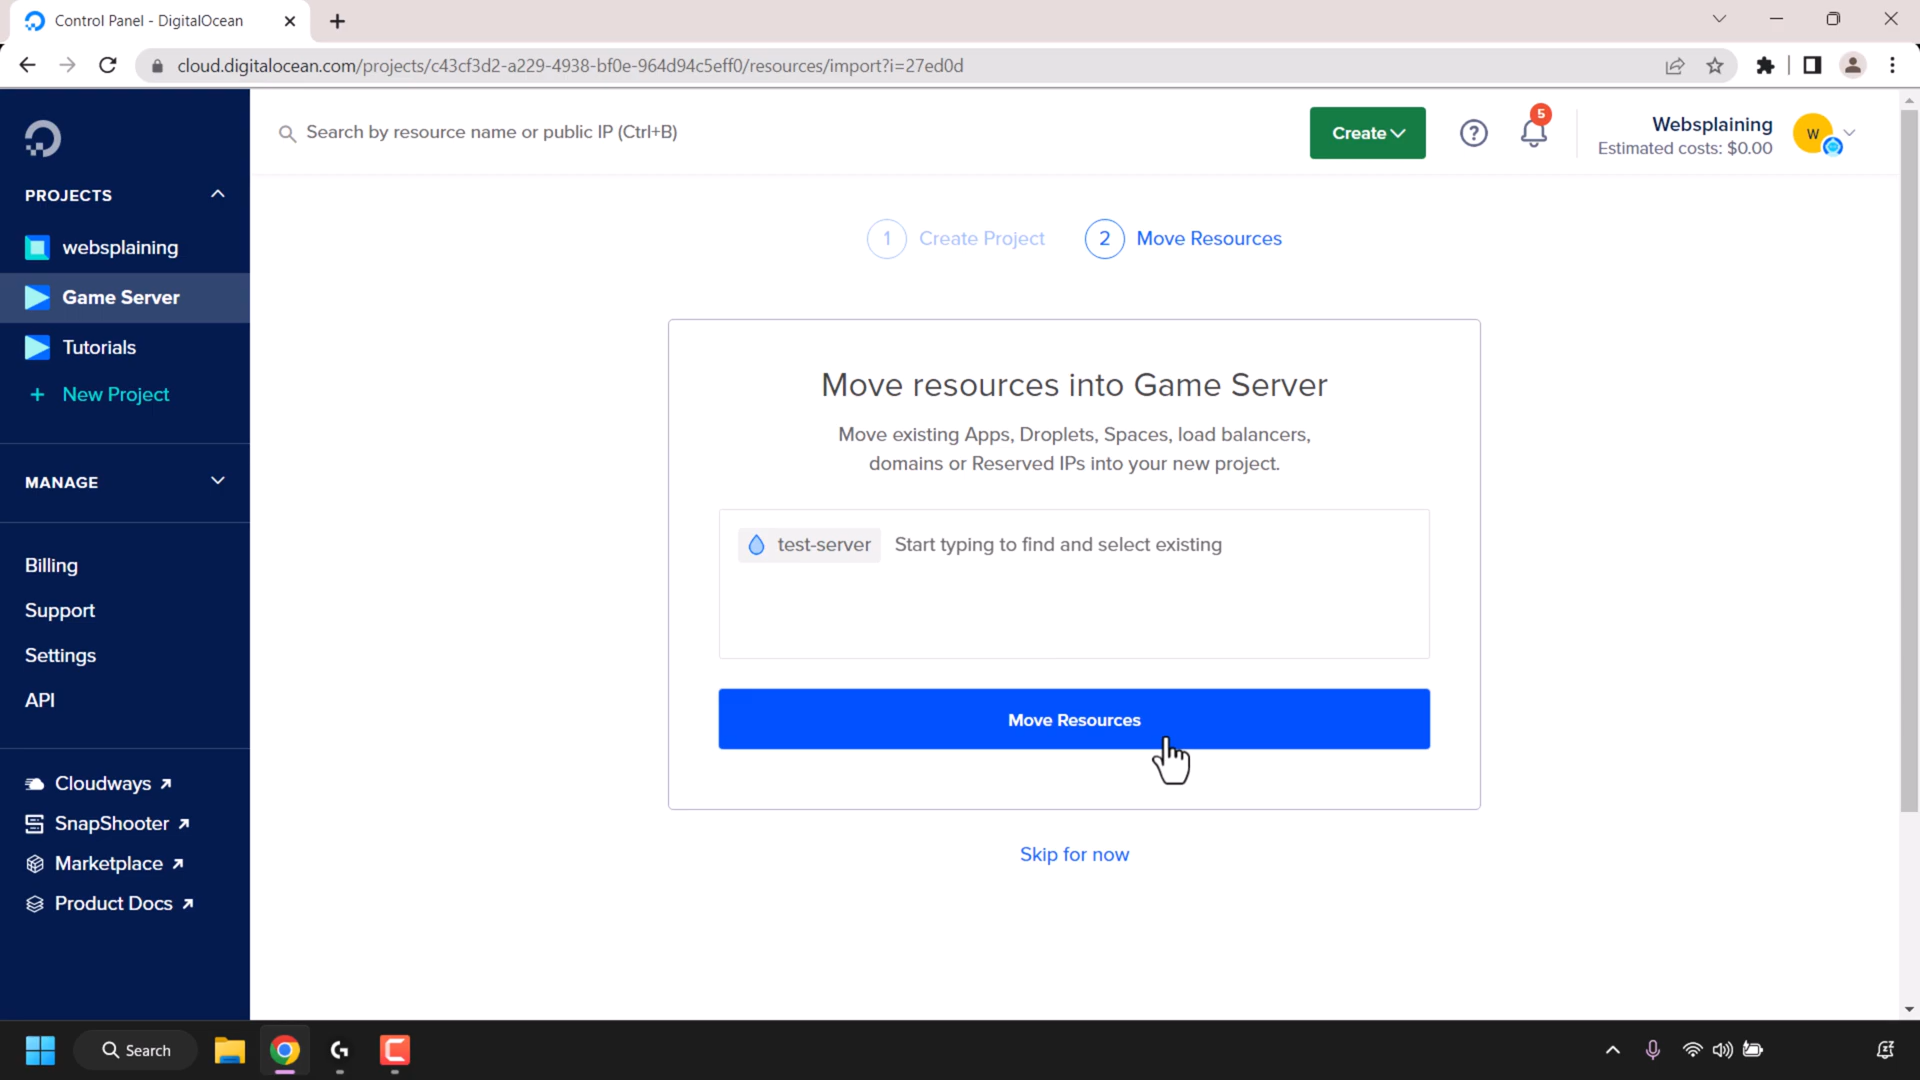 Control Panel - DigitalOcean
cloud.digitalocean.com/projects/c43cf3d2-a229-4938-bf0e-964d94c5eff0/resources/import?i=27ed0d
Search by resource name or public IP (Ctrl+B)
Create
5
Websplaining
Estimated costs: $0.00
W
PROJECTS
websplaining
Game Server
Tutorials
+ New Project
MANAGE
Billing
Support
Settings
API
Cloudways
SnapShooter
Marketplace
Product Docs
1 Create Project
2 Move Resources
Move resources into Game Server
Move existing Apps, Droplets, Spaces, load balancers,
domains or Reserved IPs into your new project.
test-server Start typing to find and select existing
Move Resources
Skip for now
Search